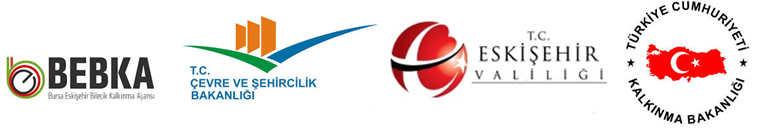 BEBKA
Bursa Eskişehir Bilecik Kalkınma Ajansı
T.C.
ÇEVRE VE ŞEHİRCİLİK
BAKANLIĞI
T.C.
ESKİŞEHİR
VALİLİĞİ
TÜRKİYE CUMHURİYETİ
KALKINMA BAKANLIĞI